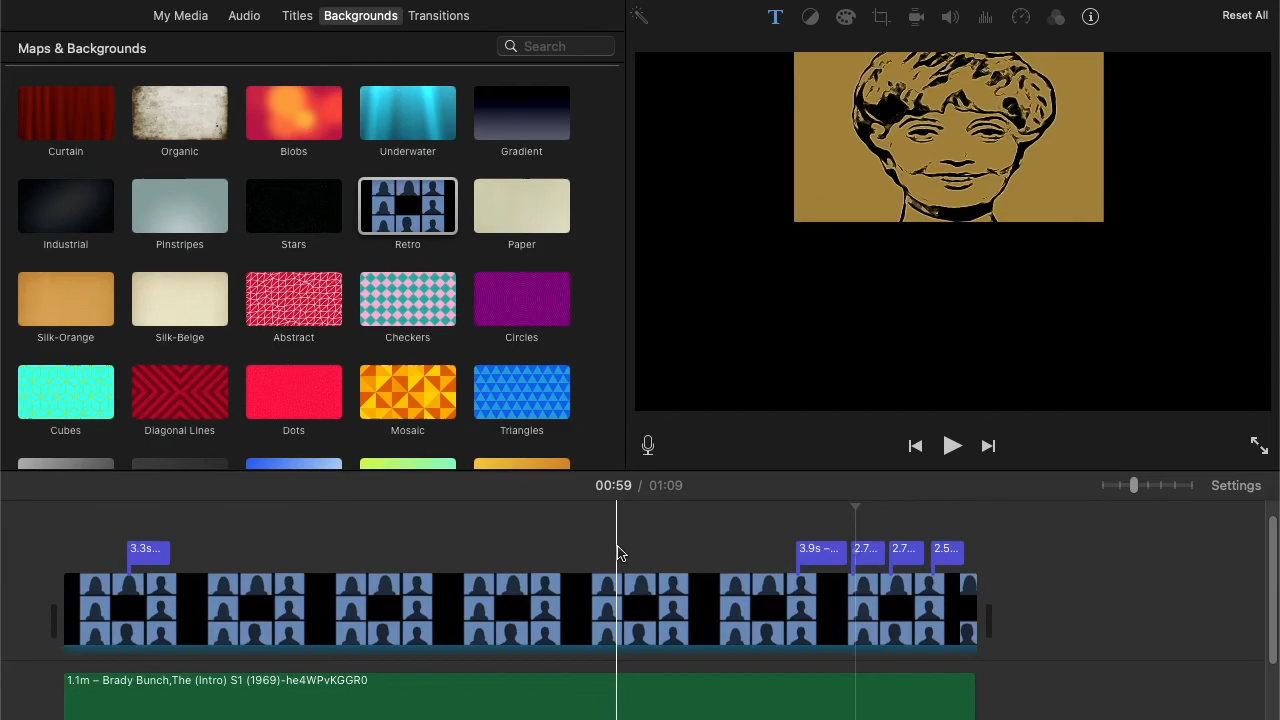 My Media Audio Titles Backgrounds Transitions
Reset All
Maps & Backgrounds
Search
Curtain Organic Blobs Underwater Gradient
Industrial Pinstripes Stars Retro Paper
Silk-Orange Silk-Beige Abstract Checkers Circles
Cubes Diagonal Lines Dots Mosaic Triangles
00:59 / 01:09
Settings
3.3s... 3.9s –... 2.7... 2.7... 2.5...
1.1m – Brady Bunch,The (Intro) S1 (1969)-he4WPvKGGR0